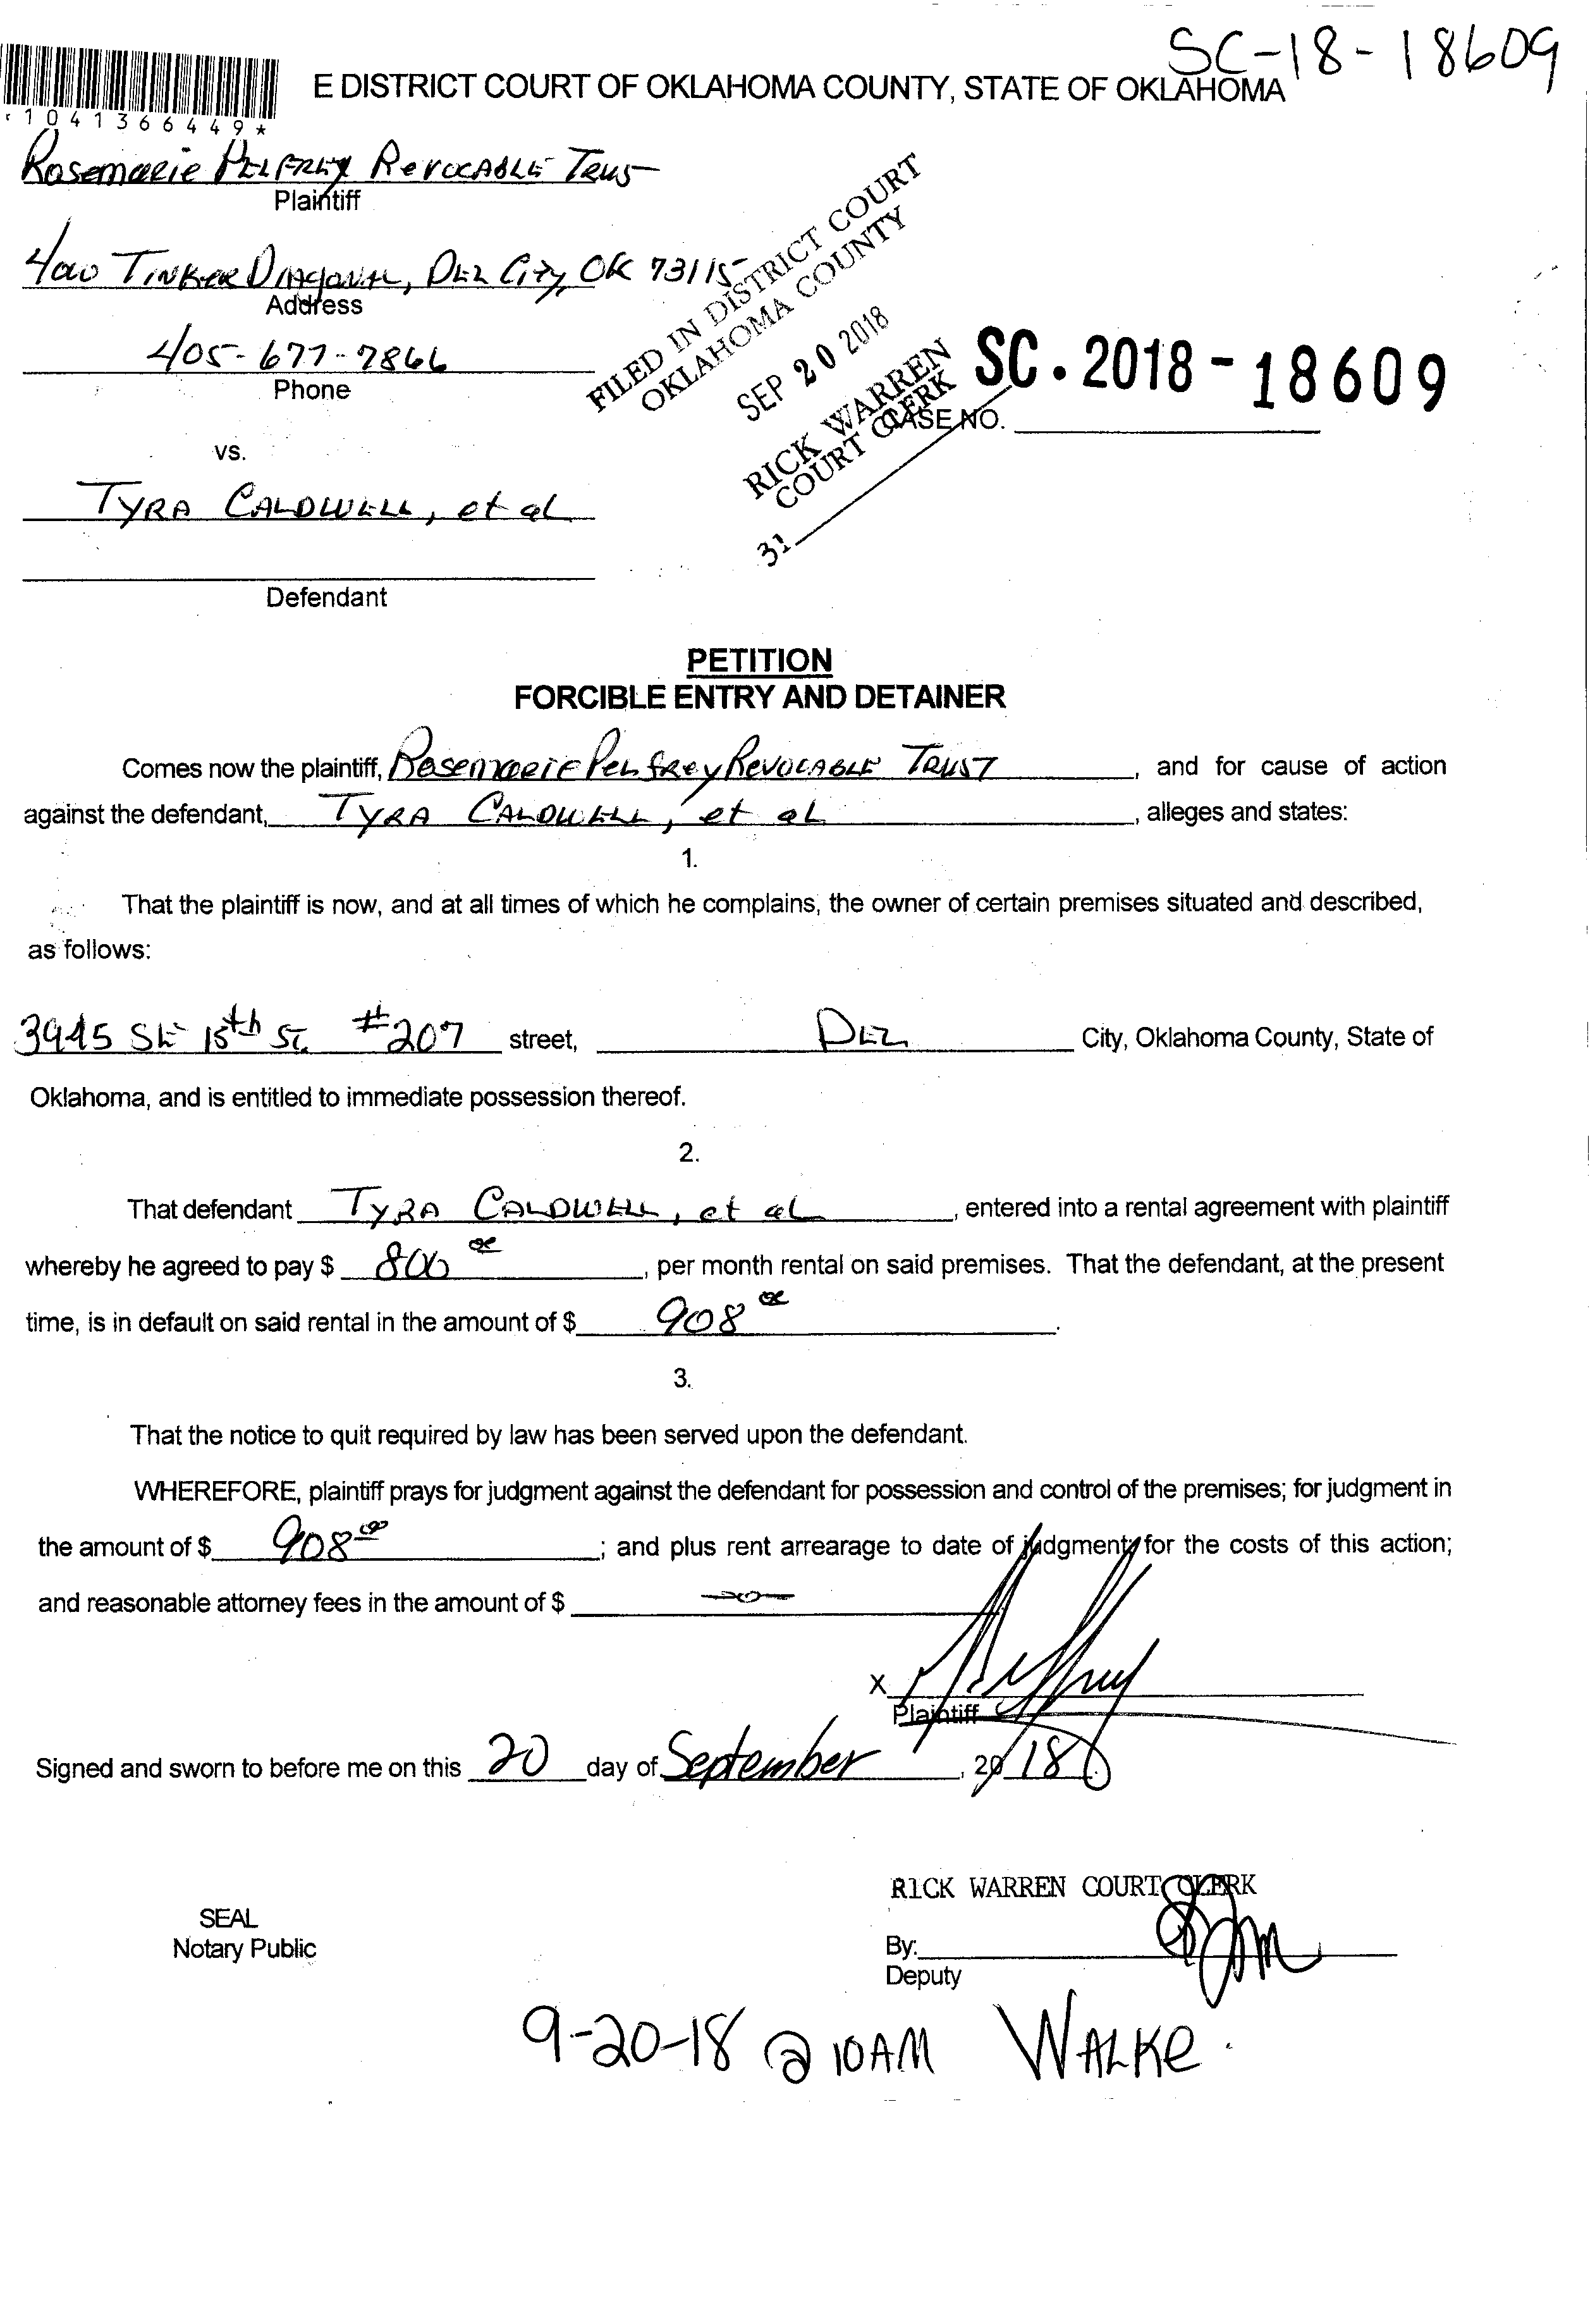 SC-18-18609
E DISTRICT COURT OF OKLAHOMA COUNTY, STATE OF OKLAHOMA
1041366449*
Rosemarie Pelfrey Revocable Trus
Plaintiff
Tinker Diagonal, Del City, OK 73115
Address
405-677-7866
Phone
FILED IN DISTRICT COURT
OKLAHOMA COUNTY
SEP 20 2018
RICK WARREN
COURT CLERK
31
SC. 2018-18609
CASE NO.
vs.
Tyra Caldwell, et al
Defendant
PETITION
FORCIBLE ENTRY AND DETAINER
Comes now the plaintiff, Rosemarie Pelfrey Revocable Trust, and for cause of action
against the defendant, Tyra Caldwell, et al, alleges and states:
1.
That the plaintiff is now, and at all times of which he complains, the owner of certain premises situated and described,
as follows:
3945 SE 15th St. #207 street, Del City, Oklahoma County, State of
Oklahoma, and is entitled to immediate possession thereof.
2.
That defendant Tyra Caldwell, et al, entered into a rental agreement with plaintiff
whereby he agreed to pay $ 800 00, per month rental on said premises. That the defendant, at the present
time, is in default on said rental in the amount of $ 908 00.
3.
That the notice to quit required by law has been served upon the defendant.
WHEREFORE, plaintiff prays for judgment against the defendant for possession and control of the premises; for judgment in
the amount of $ 908 00; and plus rent arrearage to date of judgment, for the costs of this action;
and reasonable attorney fees in the amount of $ -0-
X
Plaintiff
Signed and sworn to before me on this 20 day of September, 2018.
RICK WARREN COURT CLERK
SEAL
Notary Public
By:
Deputy
9-20-18 @ 10AM WALKE